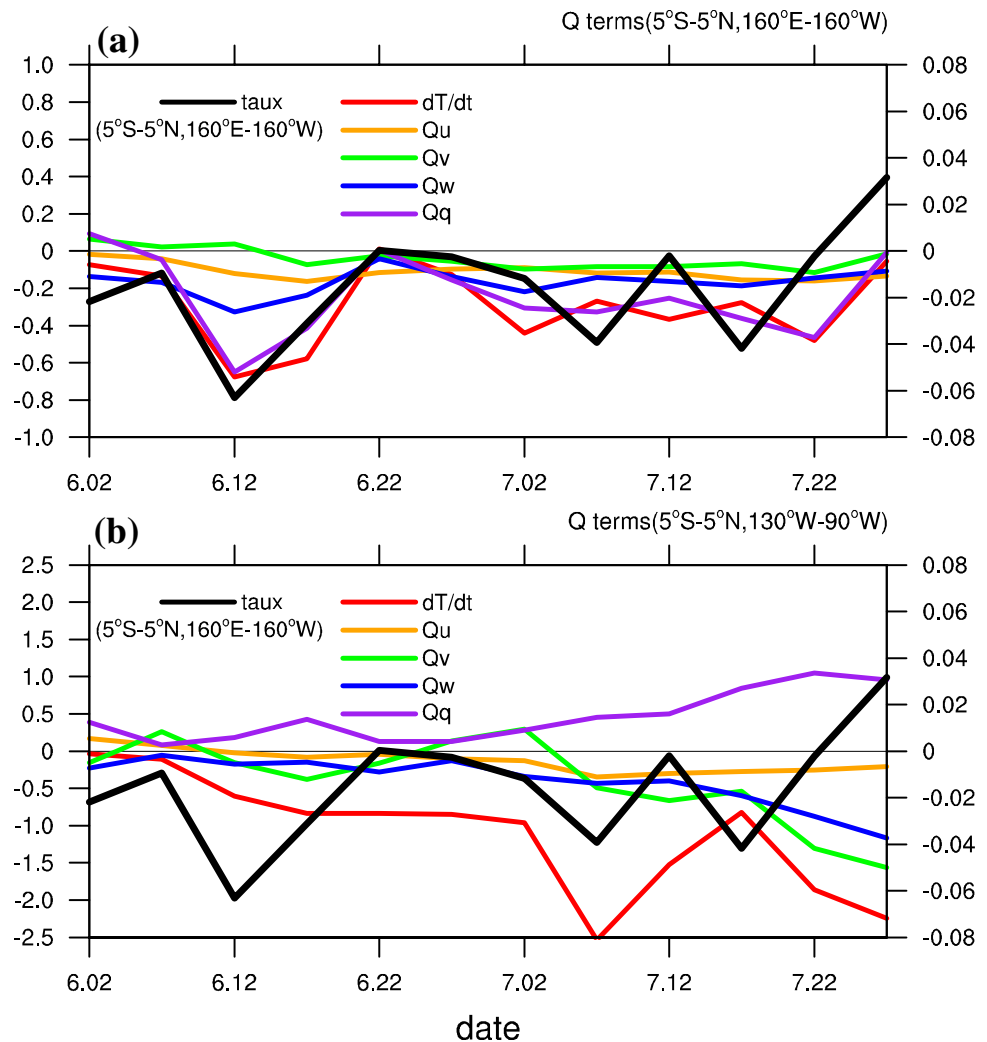 (a)
Q terms(5°S-5°N,160°E-160°W)
1.0
0.8
0.6
0.4
0.2
0
-0.2
-0.4
-0.6
-0.8
-1.0
0.08
0.06
0.04
0.02
0
-0.02
-0.04
-0.06
-0.08
taux
(5°S-5°N,160°E-160°W)
dT/dt
Qu
Qv
Qw
Qq
6.02 6.12 6.22 7.02 7.12 7.22
(b)
Q terms(5°S-5°N,130°W-90°W)
2.5
2.0
1.5
1.0
0.5
0
-0.5
-1.0
-1.5
-2.0
-2.5
0.08
0.06
0.04
0.02
0
-0.02
-0.04
-0.06
-0.08
taux
(5°S-5°N,160°E-160°W)
dT/dt
Qu
Qv
Qw
Qq
6.02 6.12 6.22 7.02 7.12 7.22
date